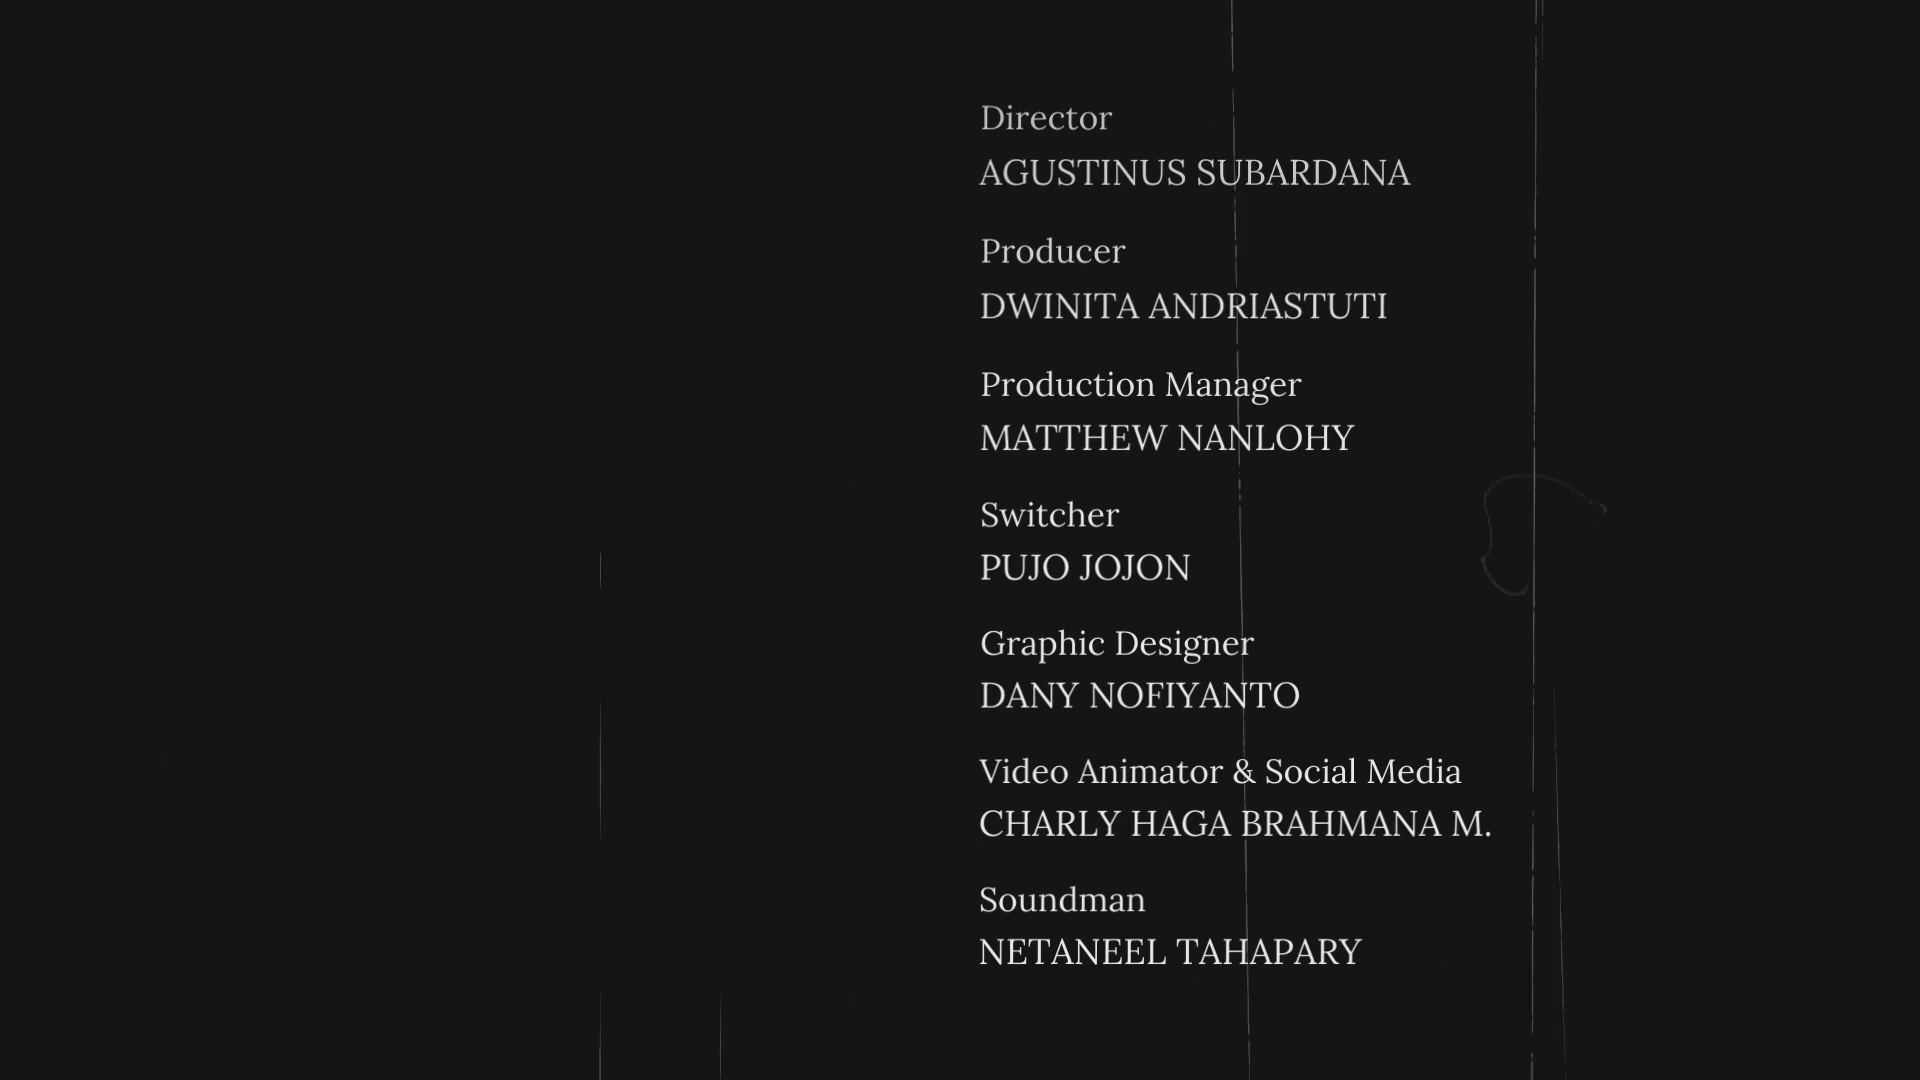 Director
AGUSTINUS SUBARDANA
Producer
DWINITA ANDRIASTUTI
Production Manager
MATTHEW NANLOHY
Switcher
PUJO JOJON
Graphic Designer
DANY NOFIYANTO
Video Animator & Social Media
CHARLY HAGA BRAHMANA M.
Soundman
NETANEEL TAHAPARY